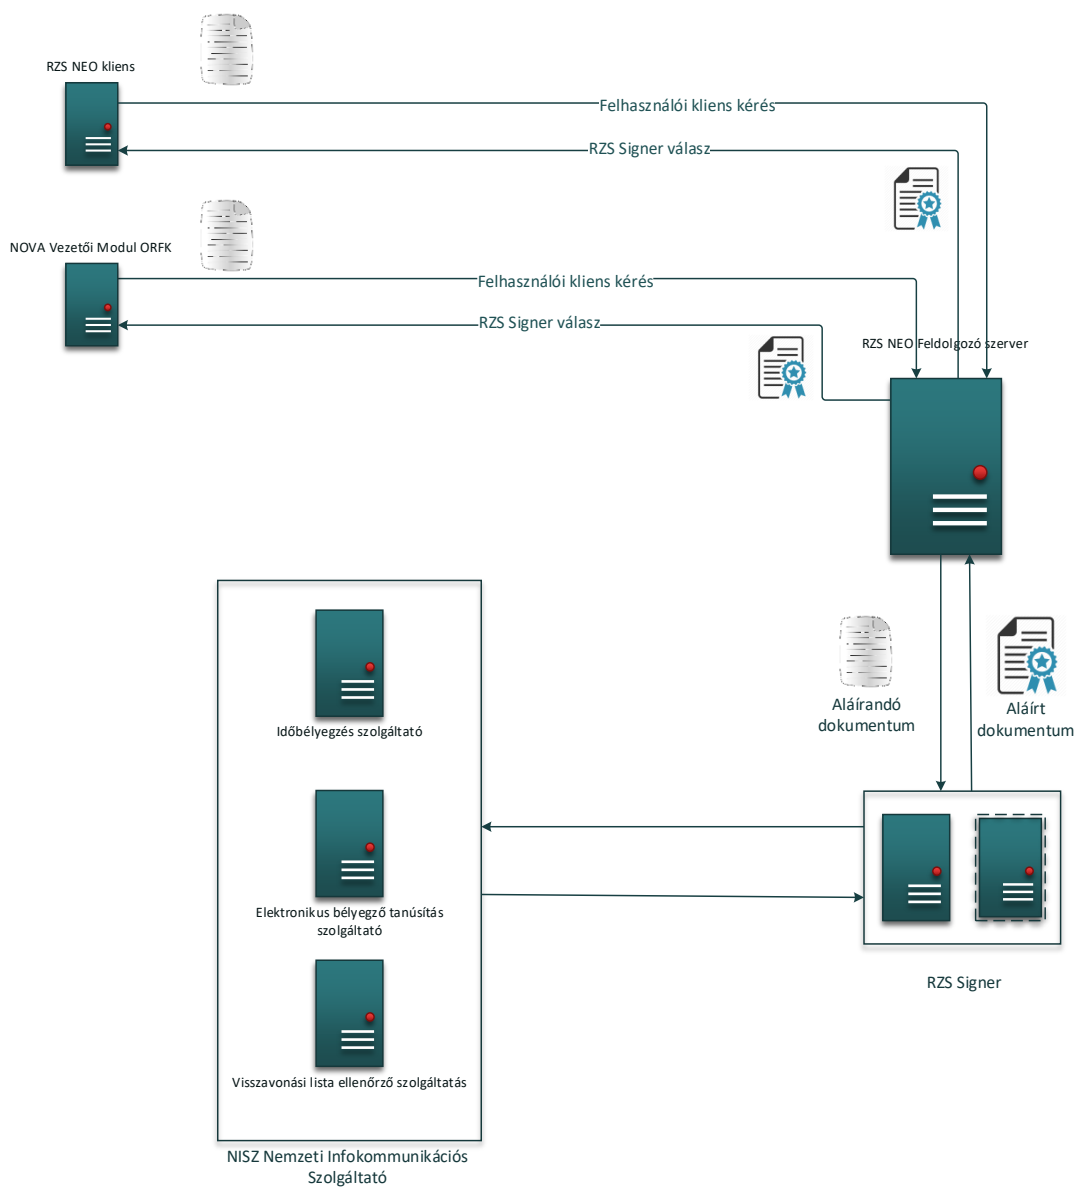 RZS NEO kliens
Felhasználói kliens kérés
RZS Signer válasz
NOVA Vezetői Modul ORFK
Felhasználói kliens kérés
RZS Signer válasz
RZS NEO Feldolgozó szerver
Aláírandó
dokumentum
Aláírt
dokumentum
Időbélyegzés szolgáltató
Elektronikus bélyegző tanúsítás
szolgáltató
RZS Signer
Visszavonási lista ellenőrző szolgáltatás
NISZ Nemzeti Infokommunikációs
Szolgáltató